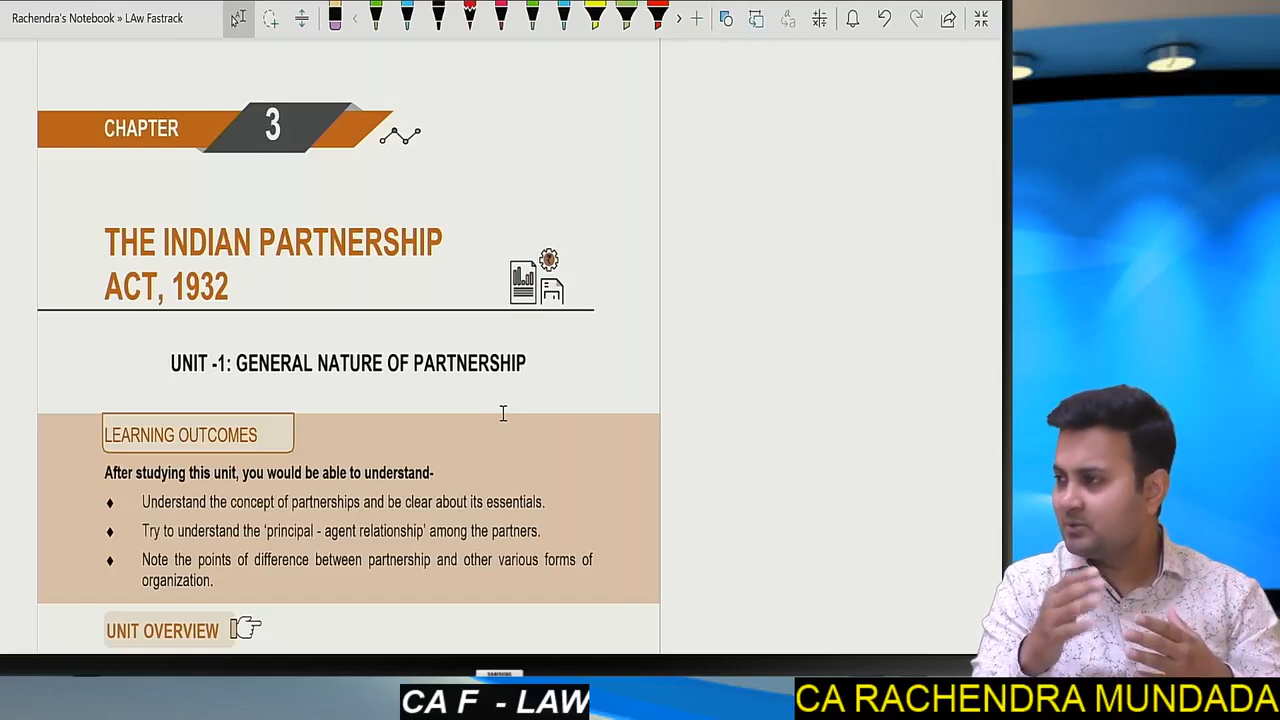 Rachendra's Notebook » LAw Fastrack
CHAPTER 3
THE INDIAN PARTNERSHIP
ACT, 1932
UNIT -1: GENERAL NATURE OF PARTNERSHIP
LEARNING OUTCOMES
After studying this unit, you would be able to understand-
♦ Understand the concept of partnerships and be clear about its essentials.
♦ Try to understand the 'principal - agent relationship' among the partners.
♦ Note the points of difference between partnership and other various forms of
organization.
UNIT OVERVIEW
SAMSUNG
CA F - LAW
CA RACHENDRA MUNDADA